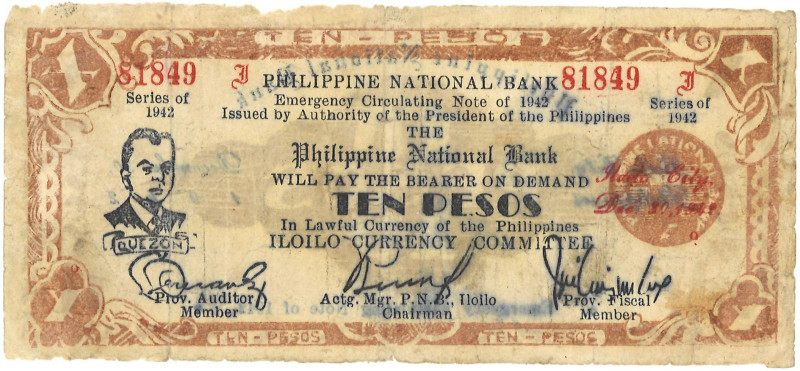 TEN-PESOS
81849 J PHILIPPINE NATIONAL BANK 81849 J
Series of 1942
Emergency Circulating Note of 1942
Series of 1942
Issued by Authority of the President of the Philippines
THE
Philippine National Bank
WILL PAY THE BEARER ON DEMAND
Iloilo City
TEN PESOS
In Lawful Currency of the Philippines
QUEZON
ILOILO CURRENCY COMMITTEE
Prov. Auditor
Member
Actg. Mgr. P.N.B., Iloilo
Chairman
Prov. Fiscal
Member
TEN-PESOS
TEN-PESOS